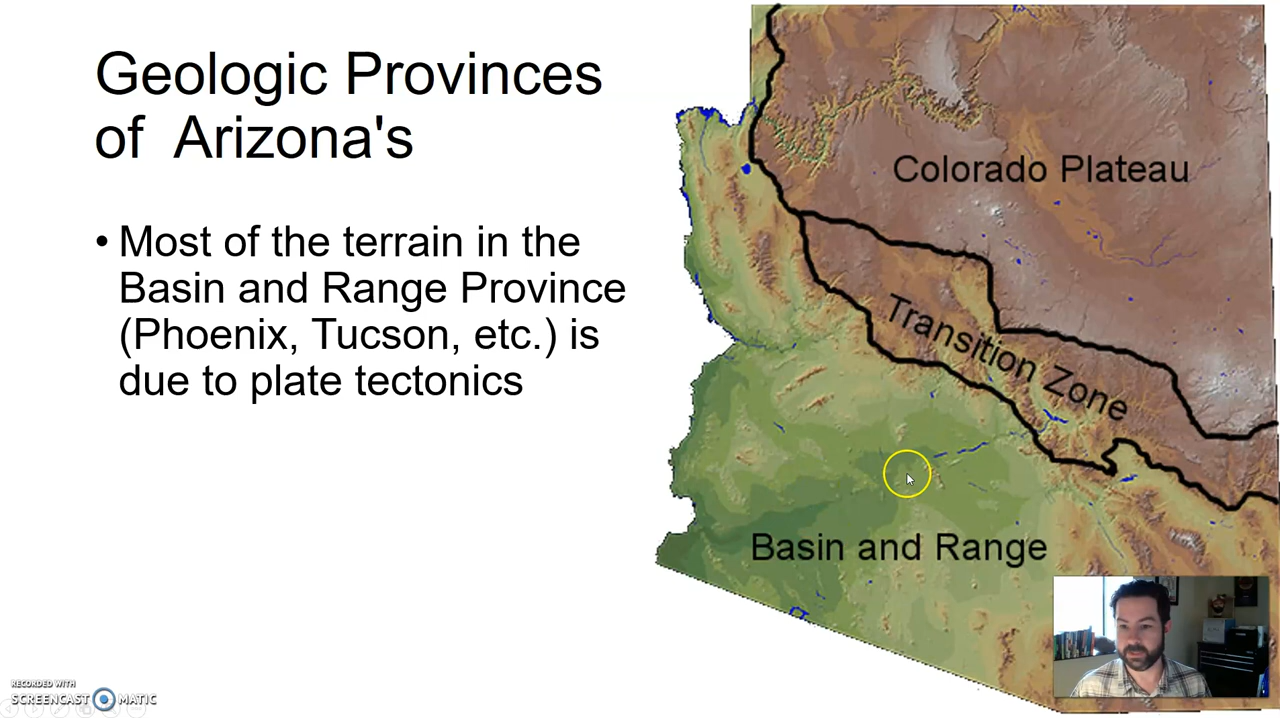 Geologic Provinces
of  Arizona's
• Most of the terrain in the
Basin and Range Province
(Phoenix, Tucson, etc.) is
due to plate tectonics
Colorado Plateau
Transition Zone
Basin and Range
RECORDED WITH
SCREENCAST MATIC